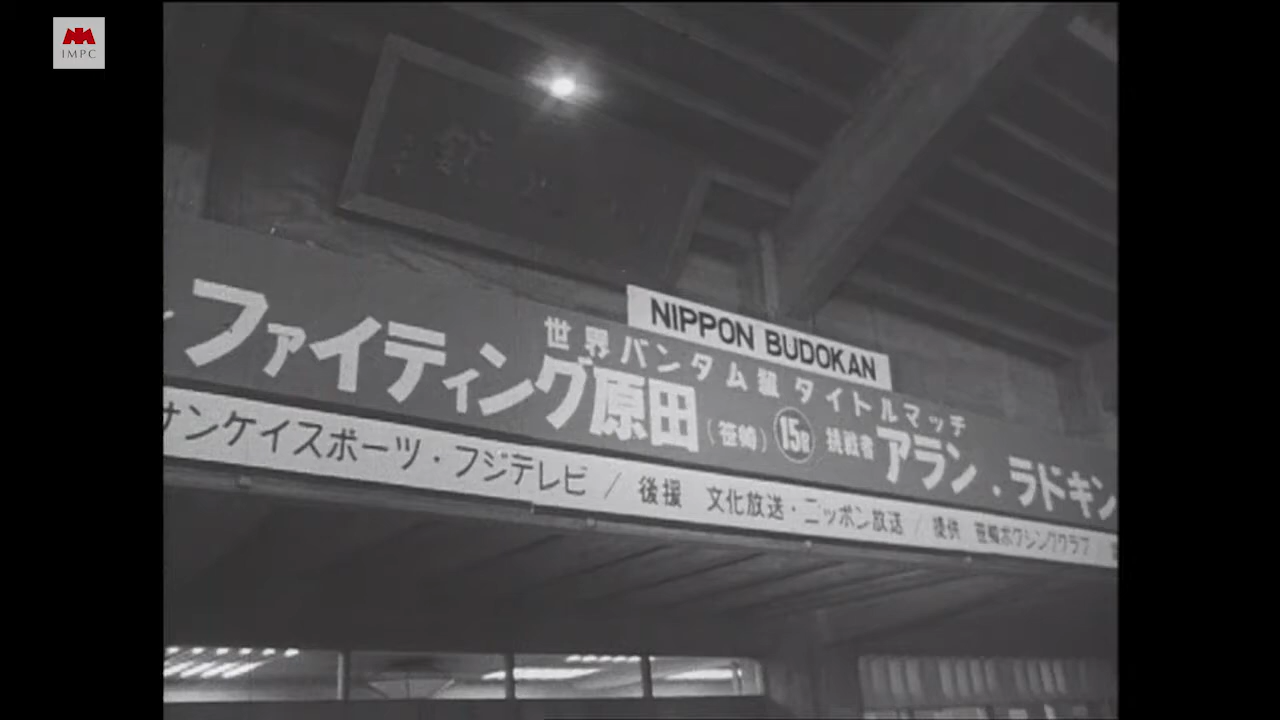 IMPC
NIPPON BUDOKAN
世界バンタム級タイトルマッチ
ファイティング原田(笹崎) 15R 挑戦者 アラン・ラドキン
サンケイスポーツ・フジテレビ / 後援 文化放送・ニッポン放送 / 提供 笹崎ボクシングクラブ